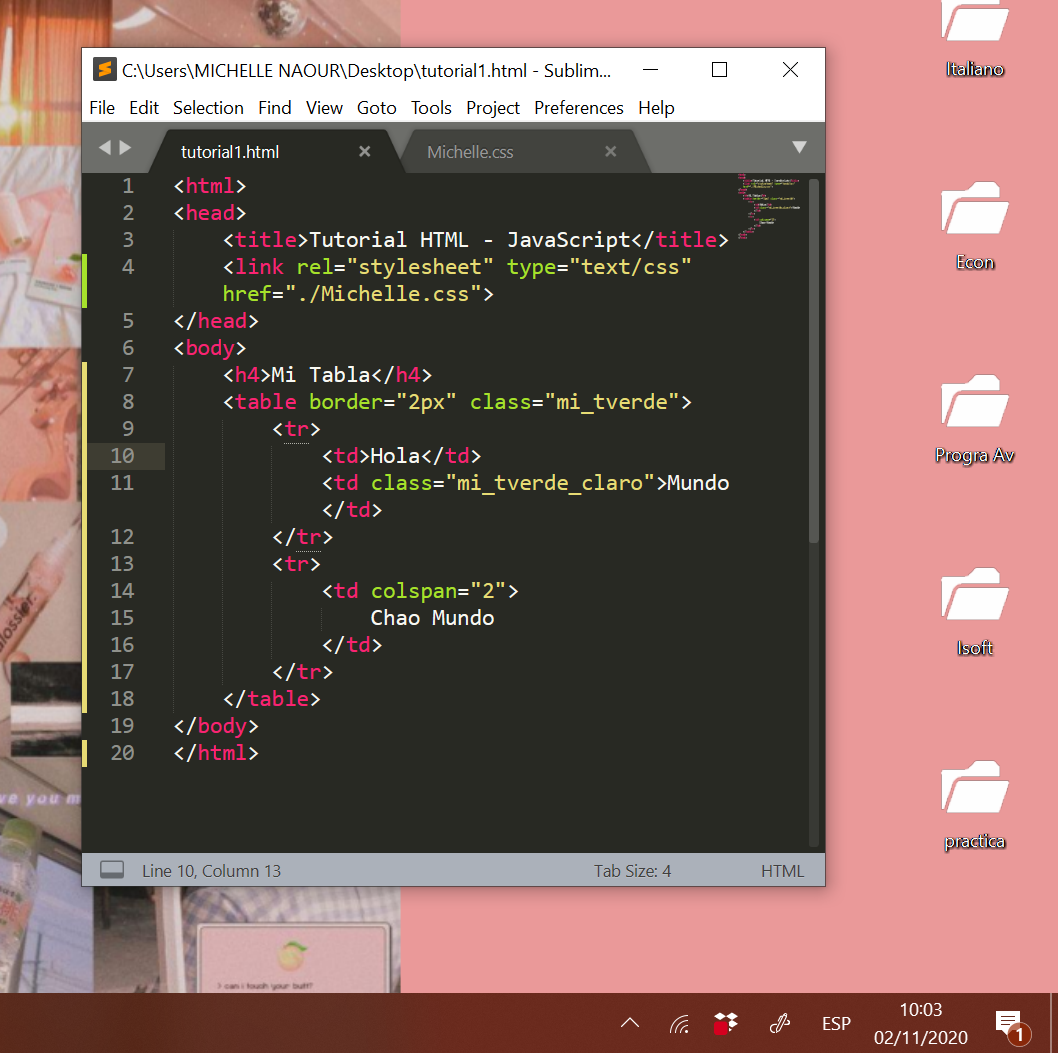 C:\Users\MICHELLE NAOUR\Desktop\tutorial1.html - Sublim...
File Edit Selection Find View Goto Tools Project Preferences Help
tutorial1.html
Michelle.css
1 <html>
2 <head>
3 <title>Tutorial HTML - JavaScript</title>
4 <link rel="stylesheet" type="text/css"
href="./Michelle.css">
5 </head>
6 <body>
7 <h4>Mi Tabla</h4>
8 <table border="2px" class="mi_tverde">
9 <tr>
10 <td>Hola</td>
11 <td class="mi_tverde_claro">Mundo
</td>
12 </tr>
13 <tr>
14 <td colspan="2">
15 Chao Mundo
16 </td>
17 </tr>
18 </table>
19 </body>
20 </html>
Line 10, Column 13
Tab Size: 4
HTML
Italiano
Econ
Progra Av
Isoft
practica
lossier.
ve you m
> can i touch your butt?
ESP
10:03
02/11/2020
1